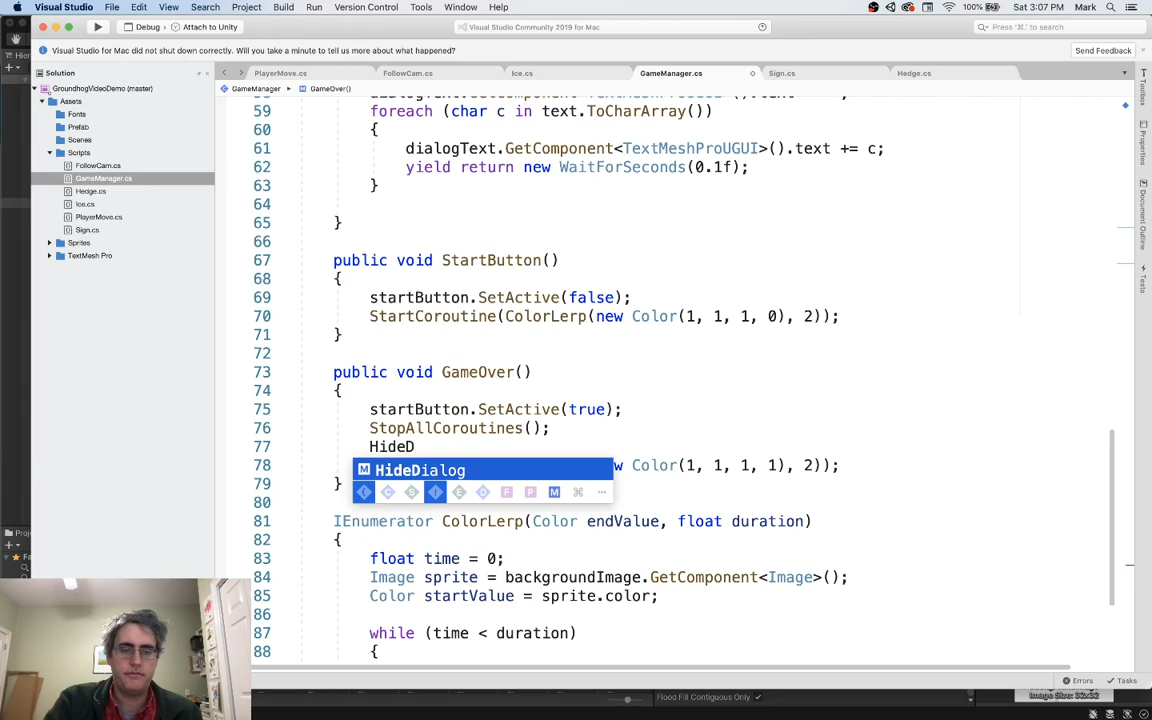 Visual Studio File Edit View Search Project Build Run Version Control Tools Window Help 100% Sat 3:07 PM Mark
Debug Attach to Unity Visual Studio Community 2019 for Mac Press '⌘.' to search
Visual Studio for Mac did not shut down correctly. Will you take a minute to tell us more about what happened? Send Feedback
Solution PlayerMove.cs FollowCam.cs Ice.cs GameManager.cs Sign.cs Hedge.cs
GroundhogVideoDemo (master) GameManager GameOver()
Assets
Fonts
Prefab
Scenes
Scripts
FollowCam.cs
GameManager.cs
Hedge.cs
Ice.cs
PlayerMove.cs
Sign.cs
Sprites
TextMesh Pro
59 foreach (char c in text.ToCharArray())
60 {
61 dialogText.GetComponent<TextMeshProUGUI>().text += c;
62 yield return new WaitForSeconds(0.1f);
63 }
64
65 }
66
67 public void StartButton()
68 {
69 startButton.SetActive(false);
70 StartCoroutine(ColorLerp(new Color(1, 1, 1, 0), 2));
71 }
72
73 public void GameOver()
74 {
75 startButton.SetActive(true);
76 StopAllCoroutines();
77 HideD
M HideDialog
78 w Color(1, 1, 1, 1), 2));
79 }
80
81 IEnumerator ColorLerp(Color endValue, float duration)
82 {
83 float time = 0;
84 Image sprite = backgroundImage.GetComponent<Image>();
85 Color startValue = sprite.color;
86
87 while (time < duration)
88 {
Toolbox
Properties
Document Outline
Tests
Errors Tasks
Flood Fill Contiguous Only
Image Size: 32x32